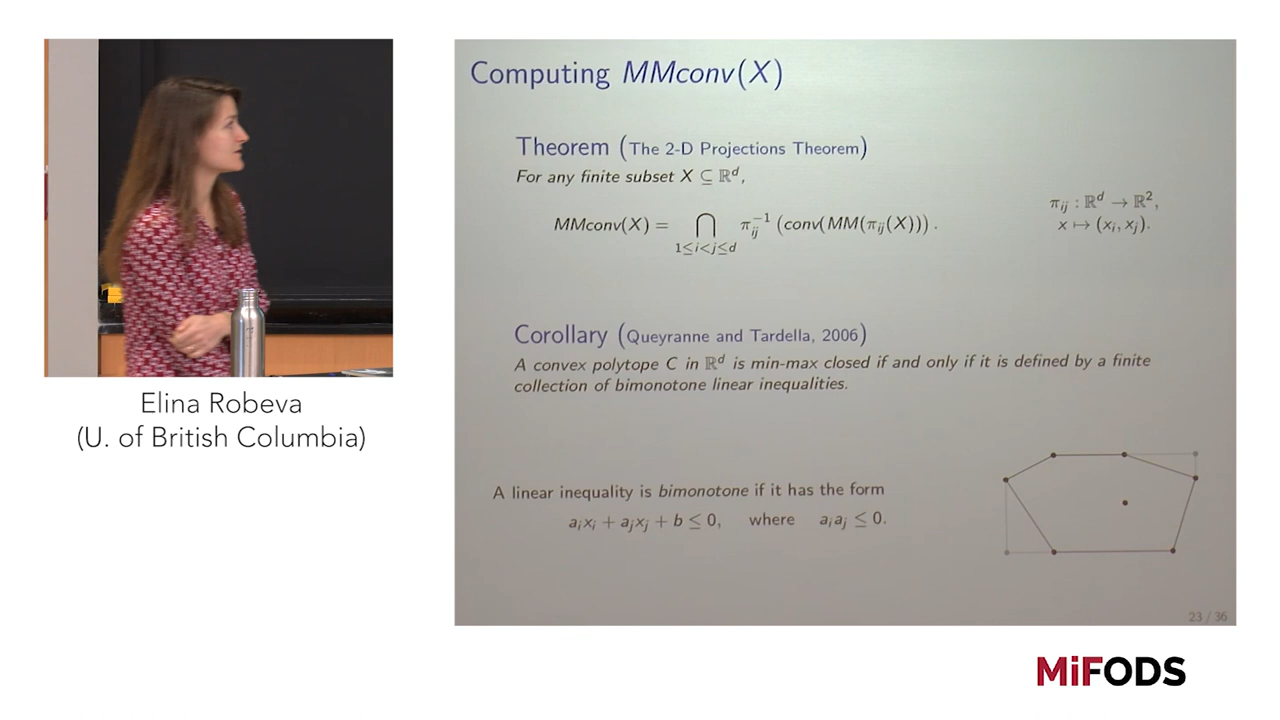 Computing MMconv(X)
Theorem (The 2-D Projections Theorem)
For any finite subset X ⊆ ℝᵈ,
MMconv(X) = ⋂ π_{ij}^{-1} (conv(MM(π_{ij}(X))) .
1≤i<j≤d
π_{ij} : ℝᵈ → ℝ²,
x ↦ (x_i, x_j).
Corollary (Queyranne and Tardella, 2006)
A convex polytope C in ℝᵈ is min-max closed if and only if it is defined by a finite
collection of bimonotone linear inequalities.
A linear inequality is bimonotone if it has the form
a_i x_i + a_j x_j + b ≤ 0, where a_i a_j ≤ 0.
23 / 36
Elina Robeva
(U. of British Columbia)
MiFODS